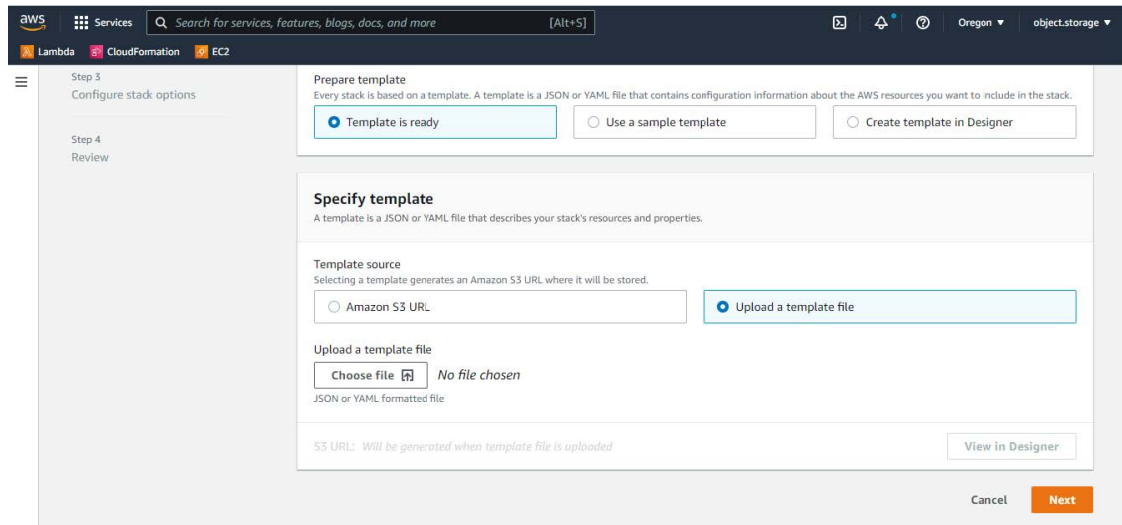 aws Services Search for services, features, blogs, docs, and more [Alt+S] Oregon object.storage
Lambda CloudFormation EC2
Step 3
Configure stack options
Step 4
Review
Prepare template
Every stack is based on a template. A template is a JSON or YAML file that contains configuration information about the AWS resources you want to include in the stack.
Template is ready
Use a sample template
Create template in Designer
Specify template
A template is a JSON or YAML file that describes your stack's resources and properties.
Template source
Selecting a template generates an Amazon S3 URL where it will be stored.
Amazon S3 URL
Upload a template file
Upload a template file
Choose file No file chosen
JSON or YAML formatted file
S3 URL: Will be generated when template file is uploaded
View in Designer
Cancel Next